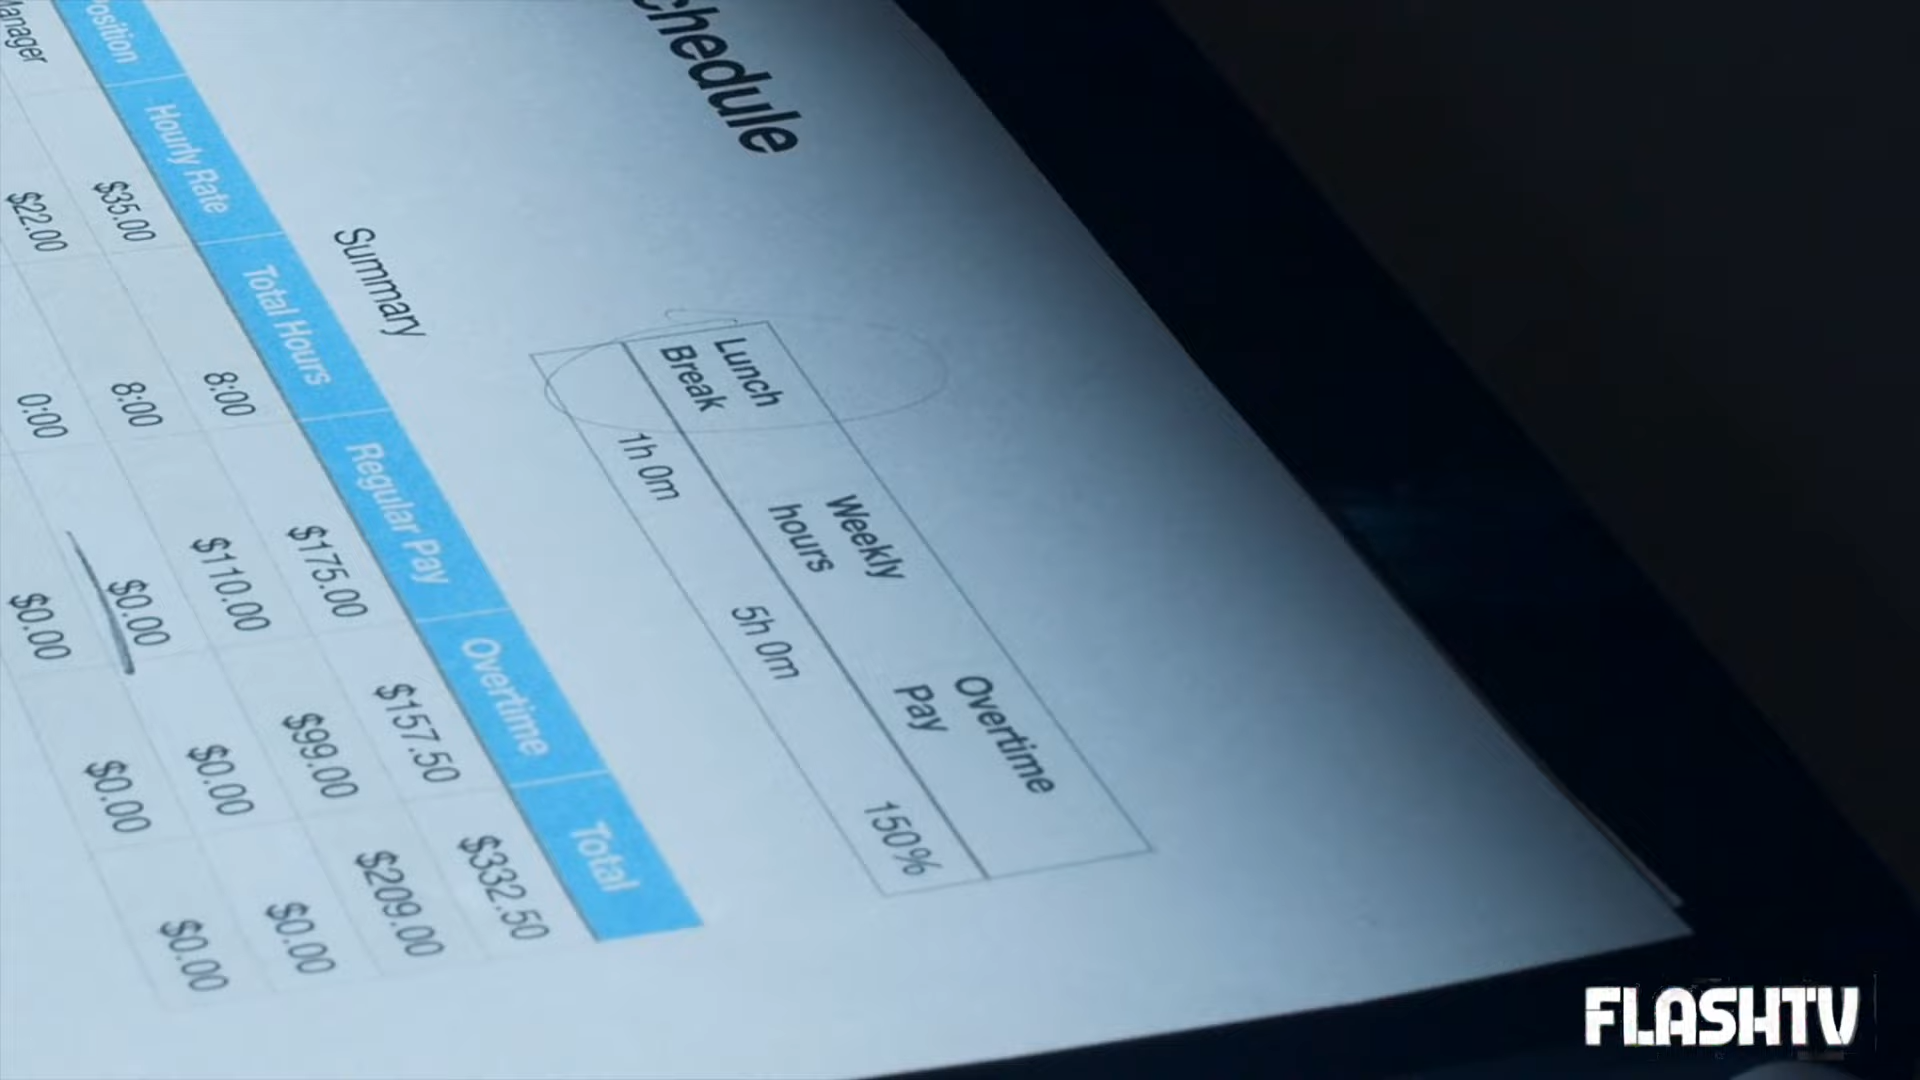 chedule
Lunch Break
Weekly hours
Overtime Pay
1h 0m
5h 0m
150%
Summary
Position
Hourly Rate
Total Hours
Regular Pay
Overtime
Total
Manager
$35.00
8:00
$175.00
$157.50
$332.50
$22.00
8:00
$110.00
$99.00
$209.00
0:00
$0.00
$0.00
$0.00
$0.00
$0.00
$0.00
FLASHTV